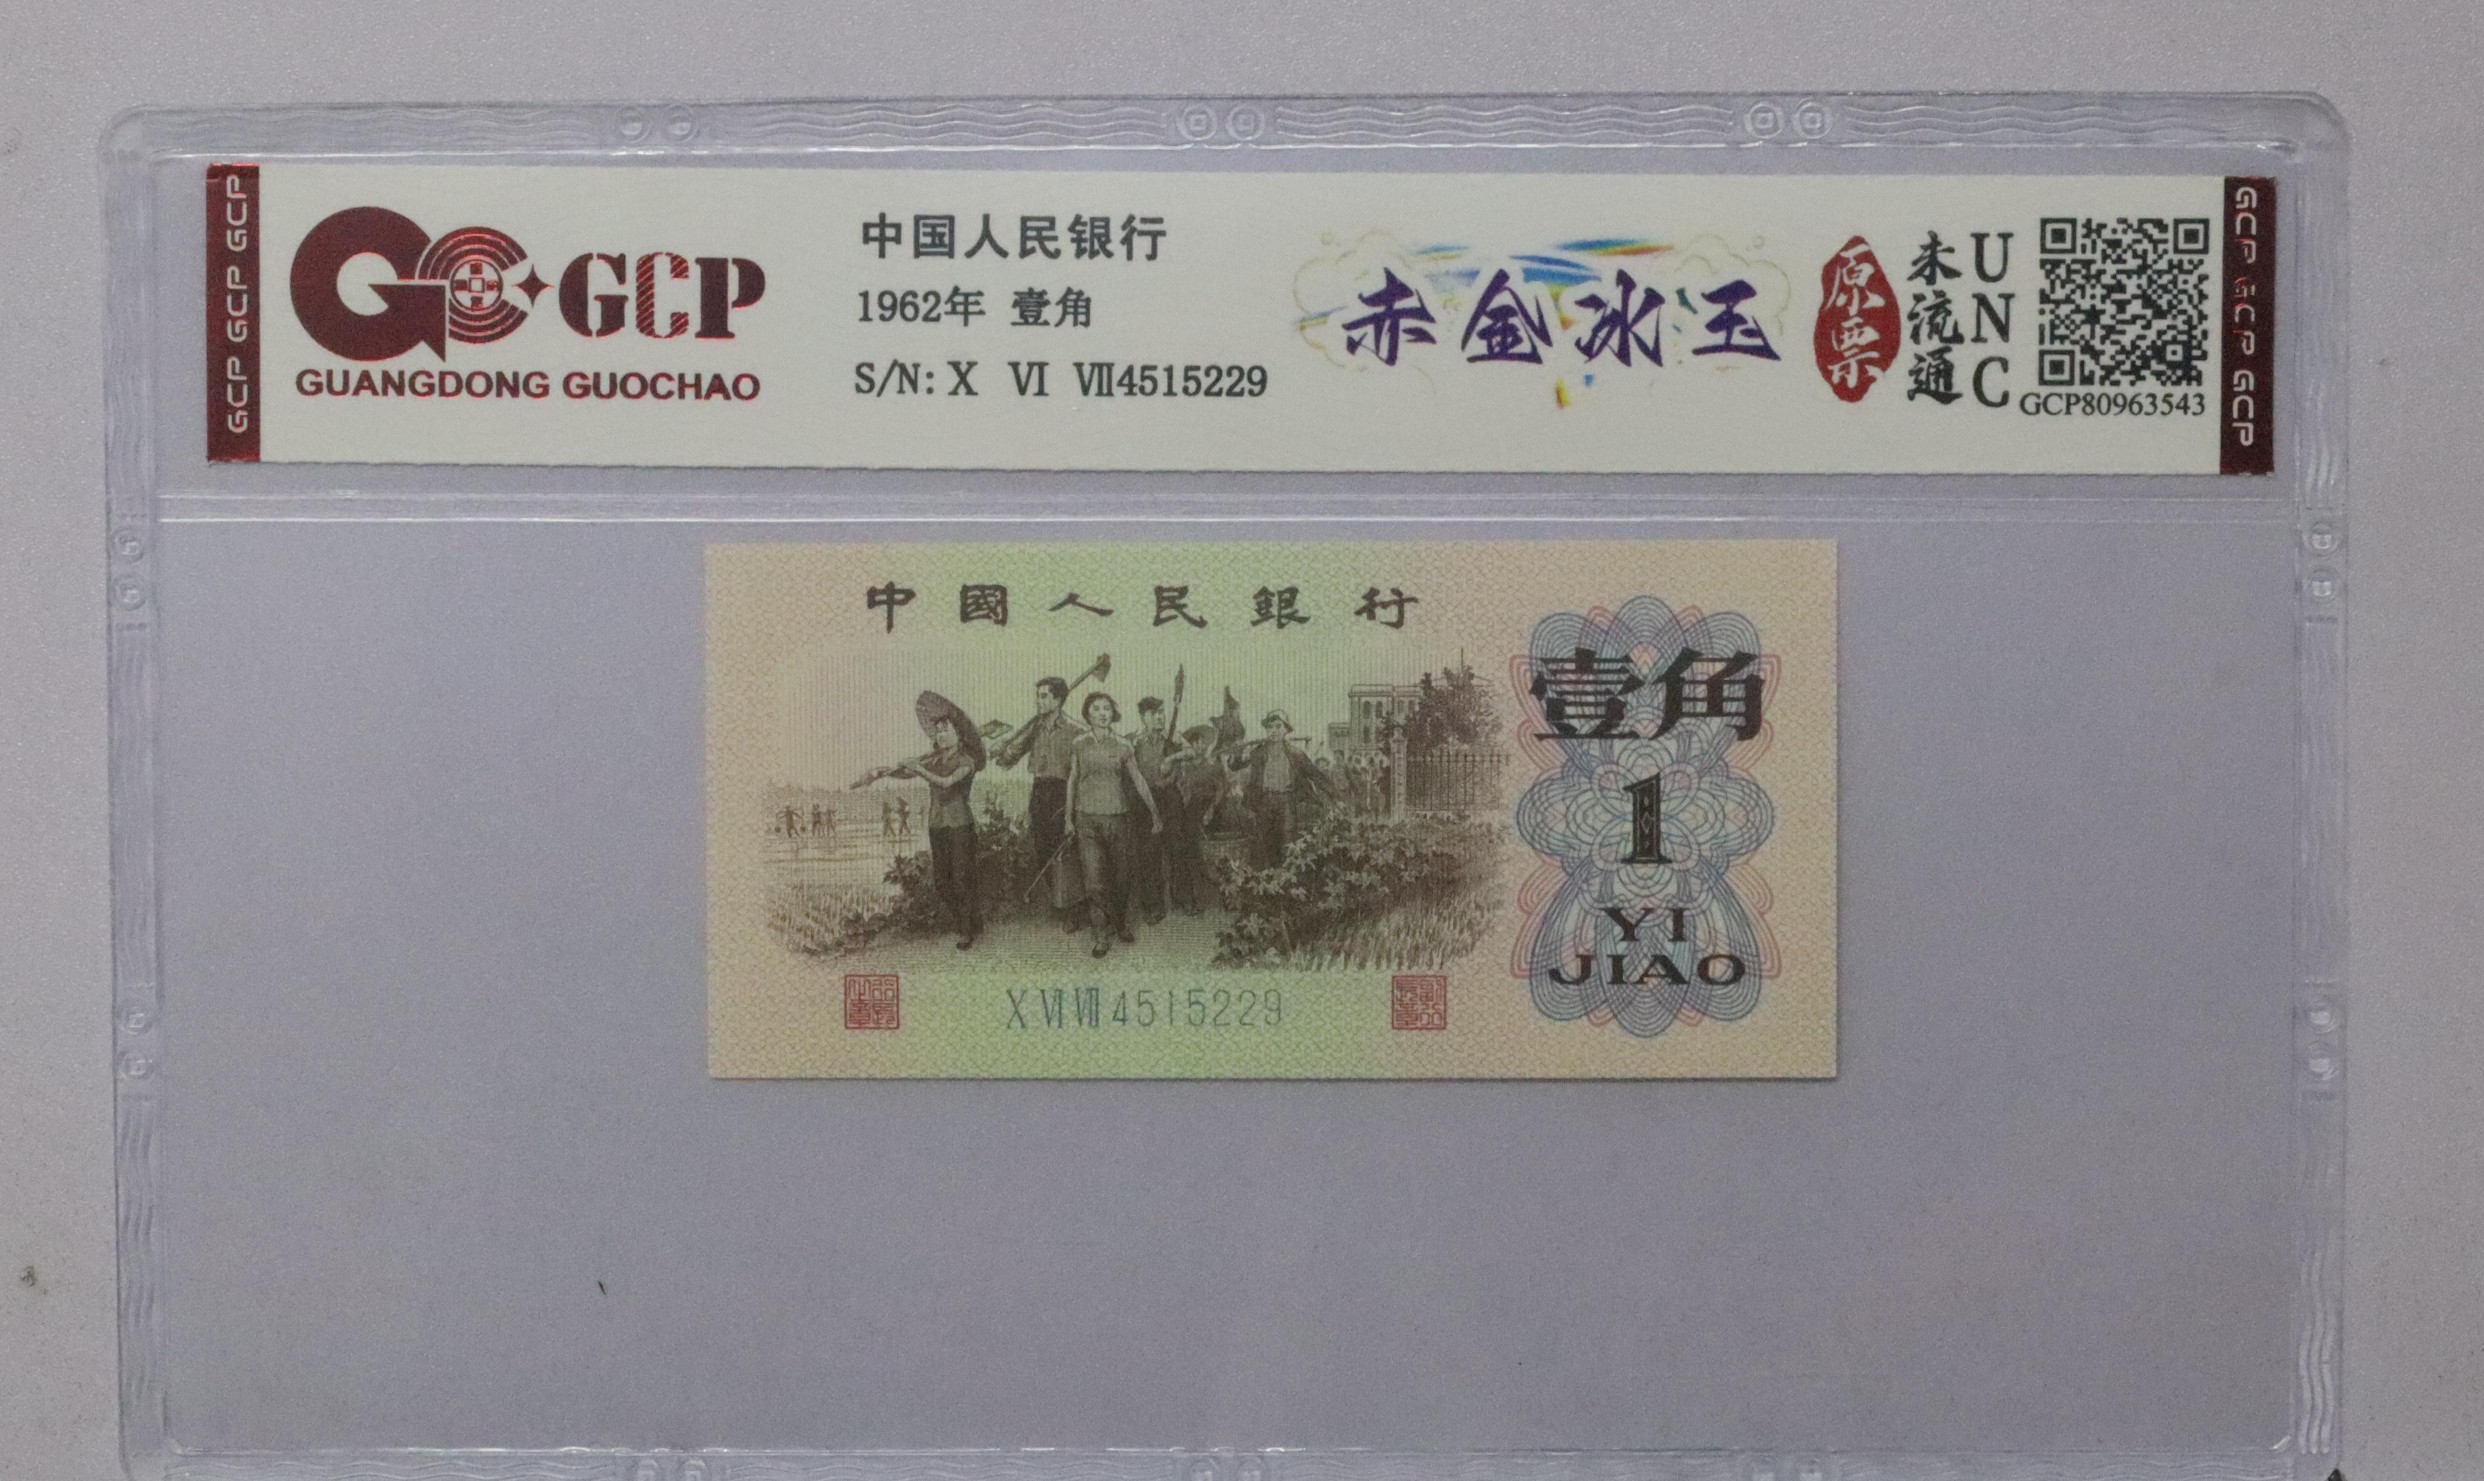 GCP GCP GCP
GCP
GUANGDONG GUOCHAO
中国人民银行
1962年 壹角
S/N: X VI VII4515229
赤金冰玉
原票
未流通
UNC
GCP80963543
GCP GCP GCP
中國人民銀行
壹角
1
YI
JIAO
X VI VII 4515229